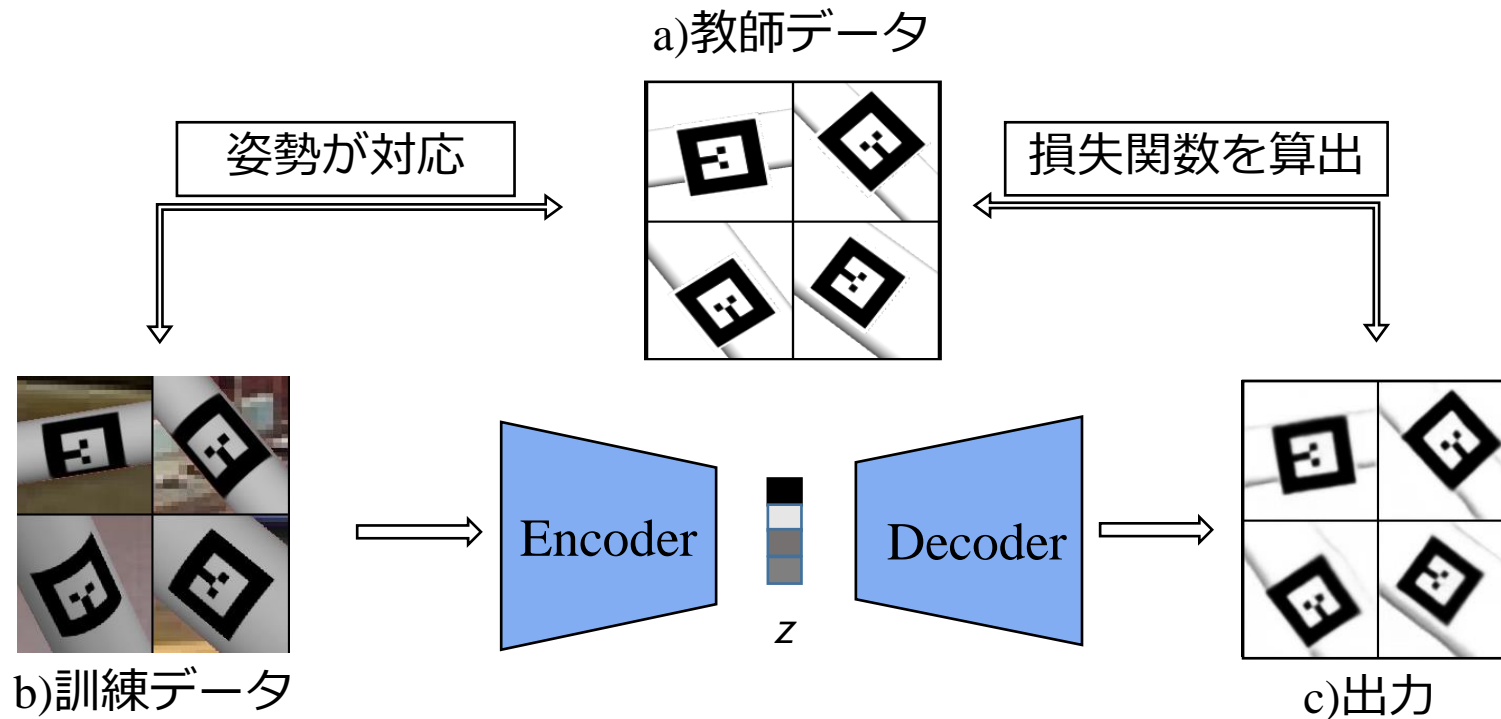 a)教師データ
姿勢が対応
損失関数を算出
Encoder
Decoder
z
b)訓練データ
c)出力